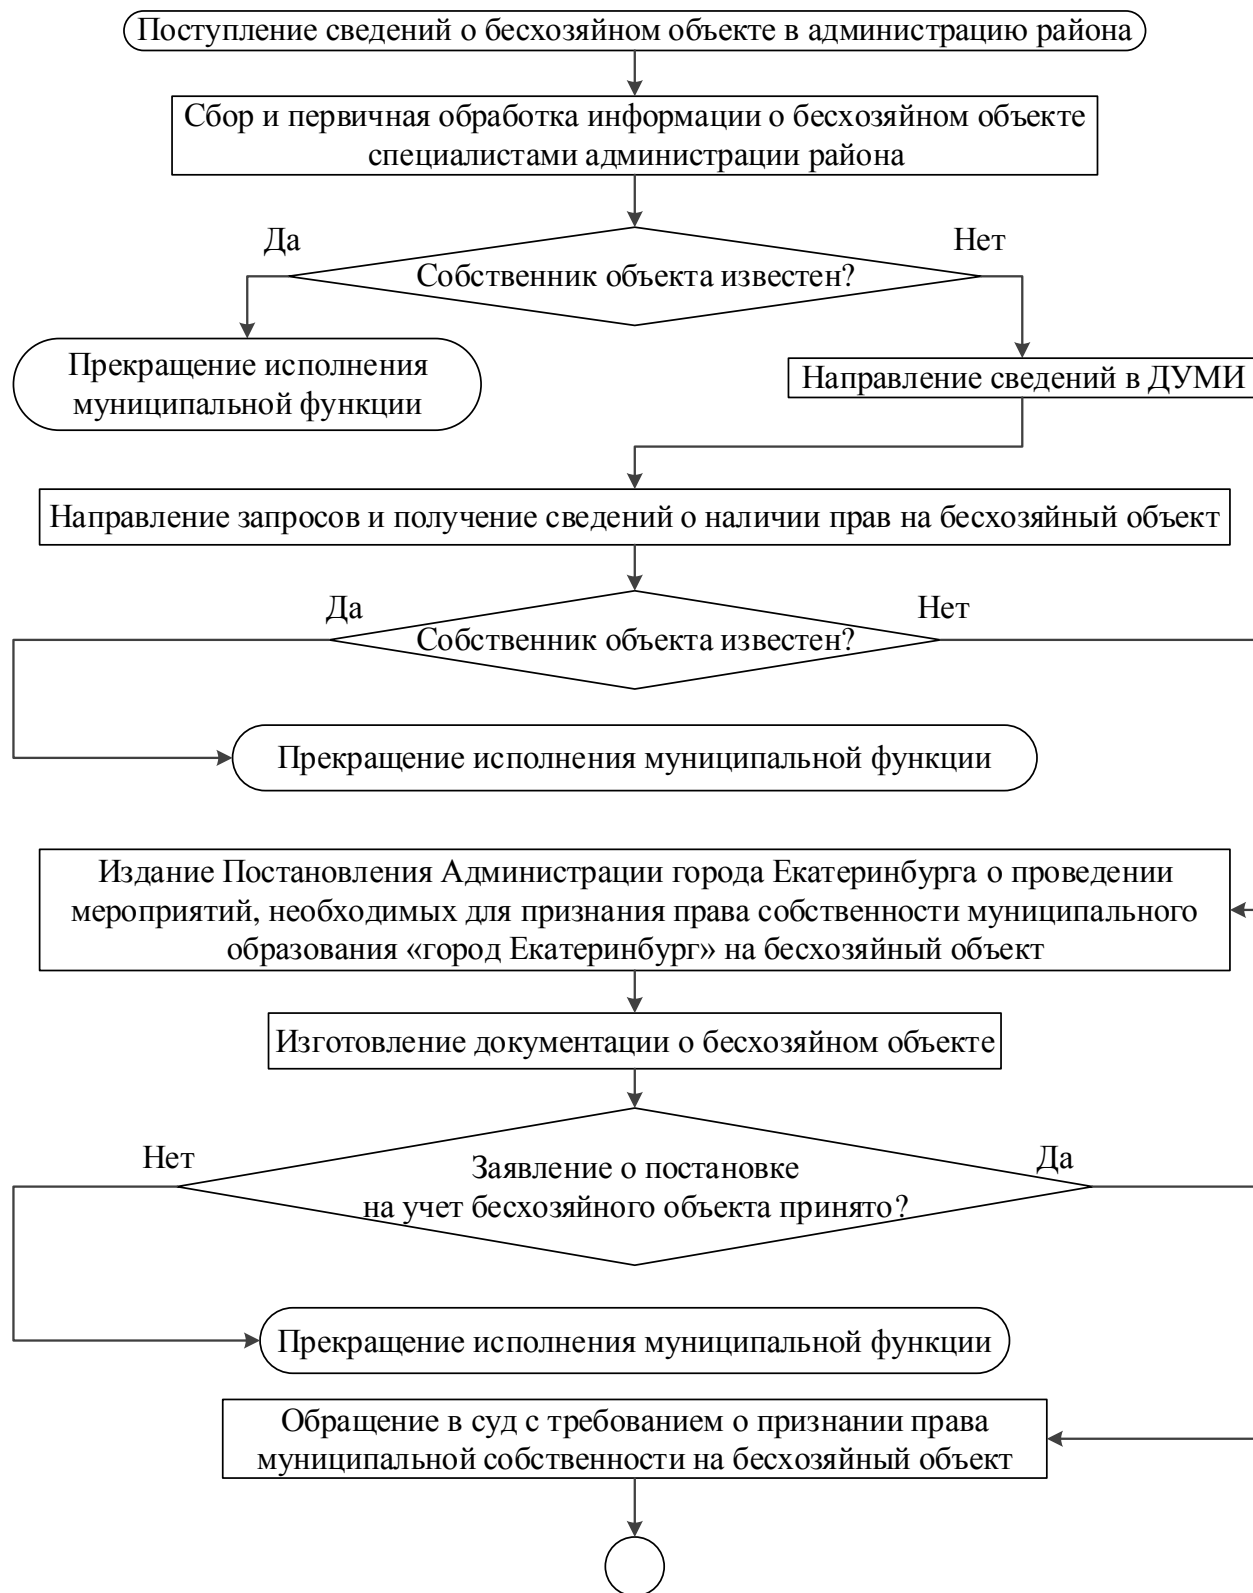 Поступление сведений о бесхозяйном объекте в администрацию района
Сбор и первичная обработка информации о бесхозяйном объекте
специалистами администрации района
Да
Нет
Собственник объекта известен?
Прекращение исполнения
муниципальной функции
Направление сведений в ДУМИ
Направление запросов и получение сведений о наличии прав на бесхозяйный объект
Да
Нет
Собственник объекта известен?
Прекращение исполнения муниципальной функции
Издание Постановления Администрации города Екатеринбурга о проведении
мероприятий, необходимых для признания права собственности муниципального
образования «город Екатеринбург» на бесхозяйный объект
Изготовление документации о бесхозяйном объекте
Нет
Да
Заявление о постановке
на учет бесхозяйного объекта принято?
Прекращение исполнения муниципальной функции
Обращение в суд с требованием о признании права
муниципальной собственности на бесхозяйный объект